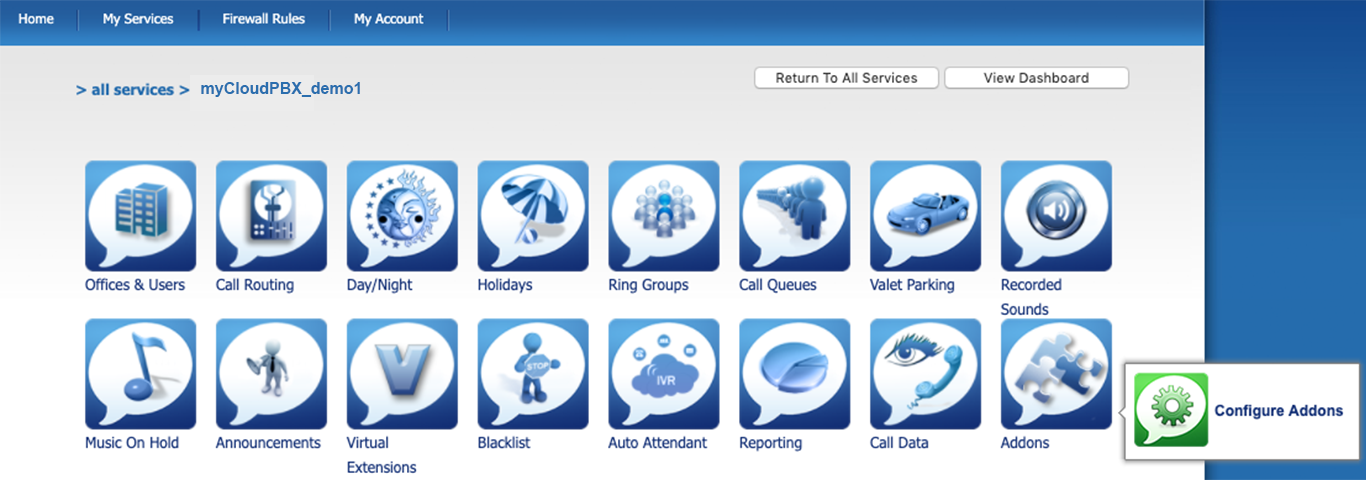 Home My Services Firewall Rules My Account
Return To All Services View Dashboard
> all services > myCloudPBX_demo1
Offices & Users Call Routing Day/Night Holidays Ring Groups Call Queues Valet Parking Recorded
Sounds
STOP IVR
Configure Addons
Music On Hold Announcements Virtual Blacklist Auto Attendant Reporting Call Data Addons
Extensions